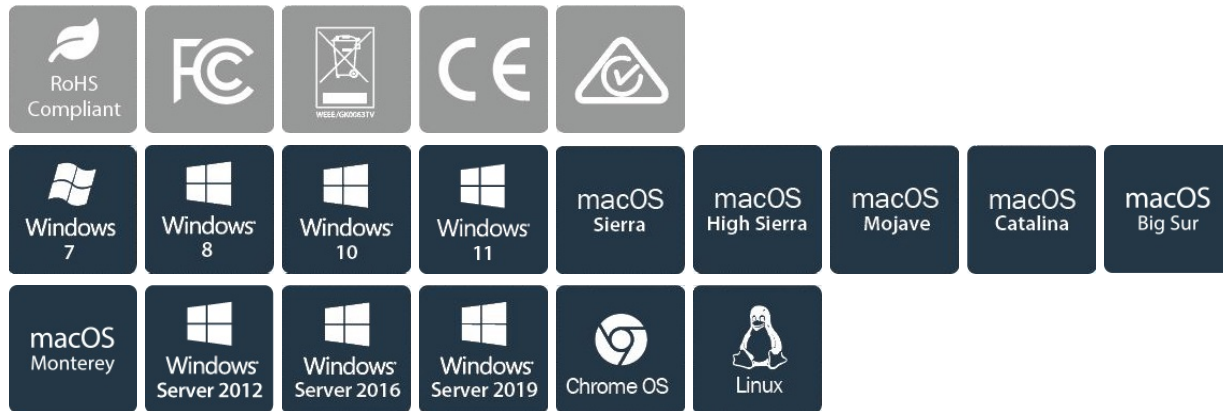 RoHS
Compliant
FC
WEEE/GK0063TV
CE
Windows
7
Windows
8
Windows
10
Windows
11
macOS
Sierra
macOS
High Sierra
macOS
Mojave
macOS
Catalina
macOS
Big Sur
macOS
Monterey
Windows
Server 2012
Windows
Server 2016
Windows
Server 2019
Chrome OS
Linux